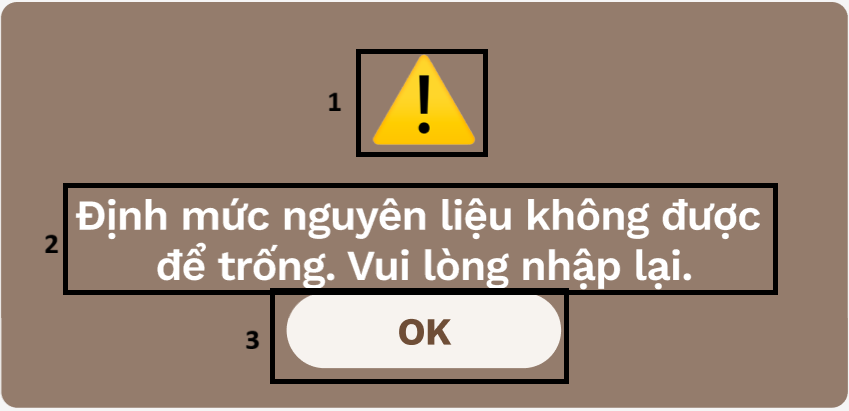 1
2
Định mức nguyên liệu không được
để trống. Vui lòng nhập lại.
3
OK